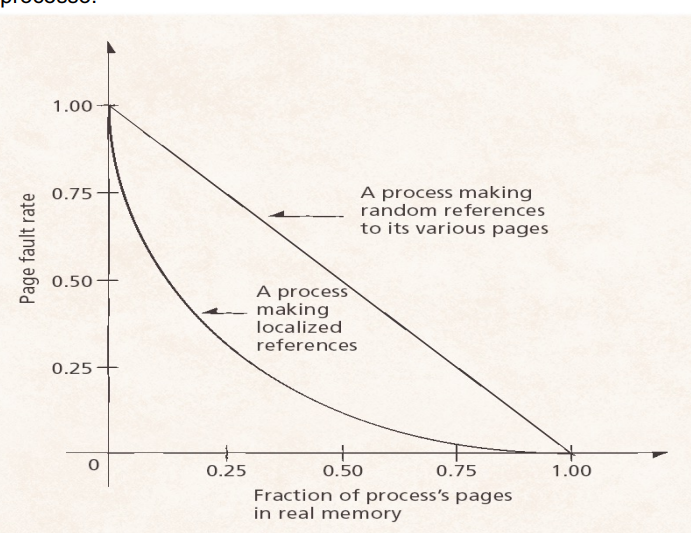 1.00
0.75
0.50
0.25
0
Page fault rate
A process making
random references
to its various pages
A process
making
localized
references
0.25
0.50
0.75
1.00
Fraction of process's pages
in real memory